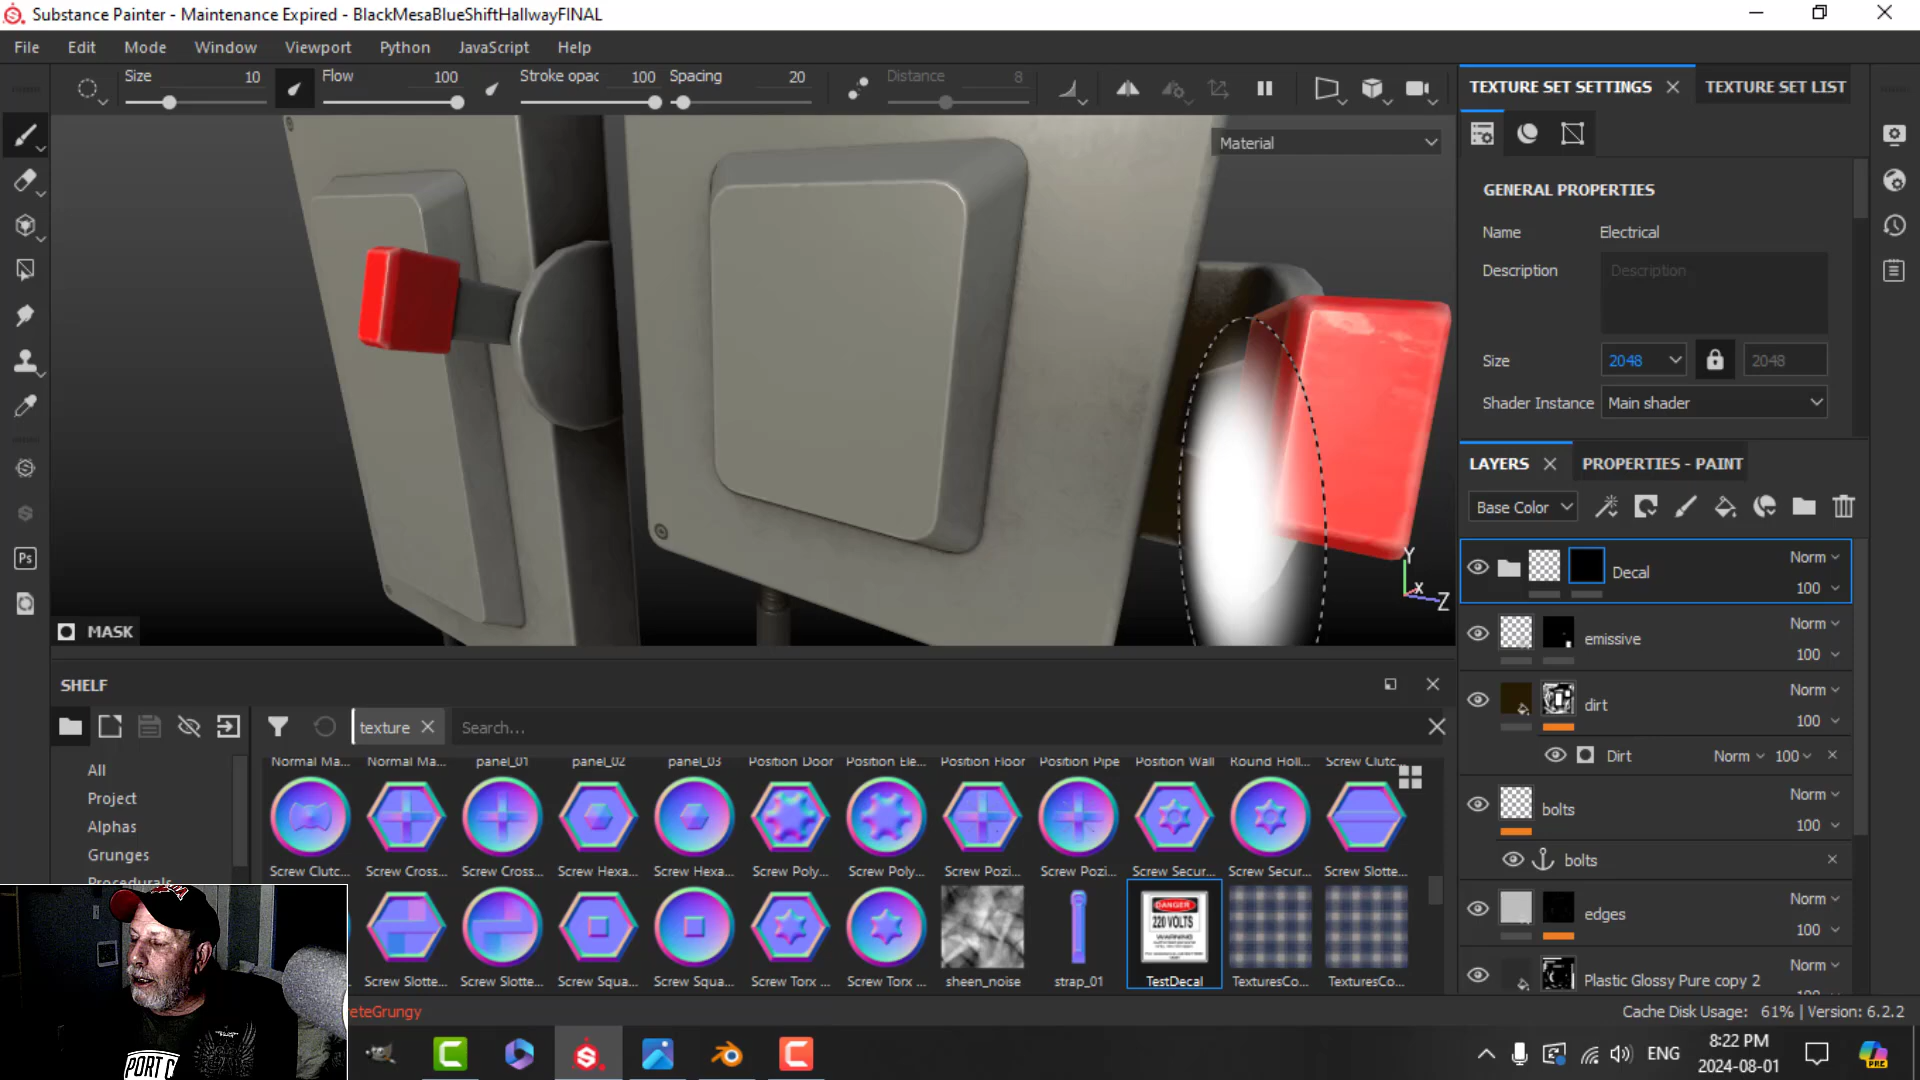 Substance Painter - Maintenance Expired - BlackMesaBlueShiftHallwayFINAL
File Edit Mode Window Viewport Python JavaScript Help
Size 10 Flow 100 Stroke opac 100 Spacing 20 Distance 8
TEXTURE SET SETTINGS TEXTURE SET LIST
Material
GENERAL PROPERTIES
Name Electrical
Description Description
Size 2048 2048
Shader Instance Main shader
LAYERS PROPERTIES - PAINT
Base Color
Decal Norm 100
emissive Norm 100
dirt Norm 100
Dirt Norm 100
bolts Norm 100
bolts
edges Norm 100
Plastic Glossy Pure copy 2 Norm
Y
X
Z
MASK
SHELF
texture Search...
All
Project
Alphas
Grunges
Procedurals
Normal Ma... Normal Ma... panel_01 panel_02 panel_03 Position Door Position Ele... Position Floor Position Pipe Position Wall Round Holl... Screw Clutc...
Screw Clutc... Screw Cross... Screw Cross... Screw Hexa... Screw Hexa... Screw Poly... Screw Poly... Screw Pozi... Screw Pozi... Screw Secur... Screw Secur... Screw Slotte...
DANGER
220 VOLTS
WARNING
Screw Slotte... Screw Slotte... Screw Squa... Screw Squa... Screw Torx ... Screw Torx ... sheen_noise strap_01 TestDecal TexturesCo... TexturesCo...
eteGrungy
Cache Disk Usage: 61% | Version: 6.2.2
PORT C
Ps
ENG
8:22 PM
2024-08-01
PRE